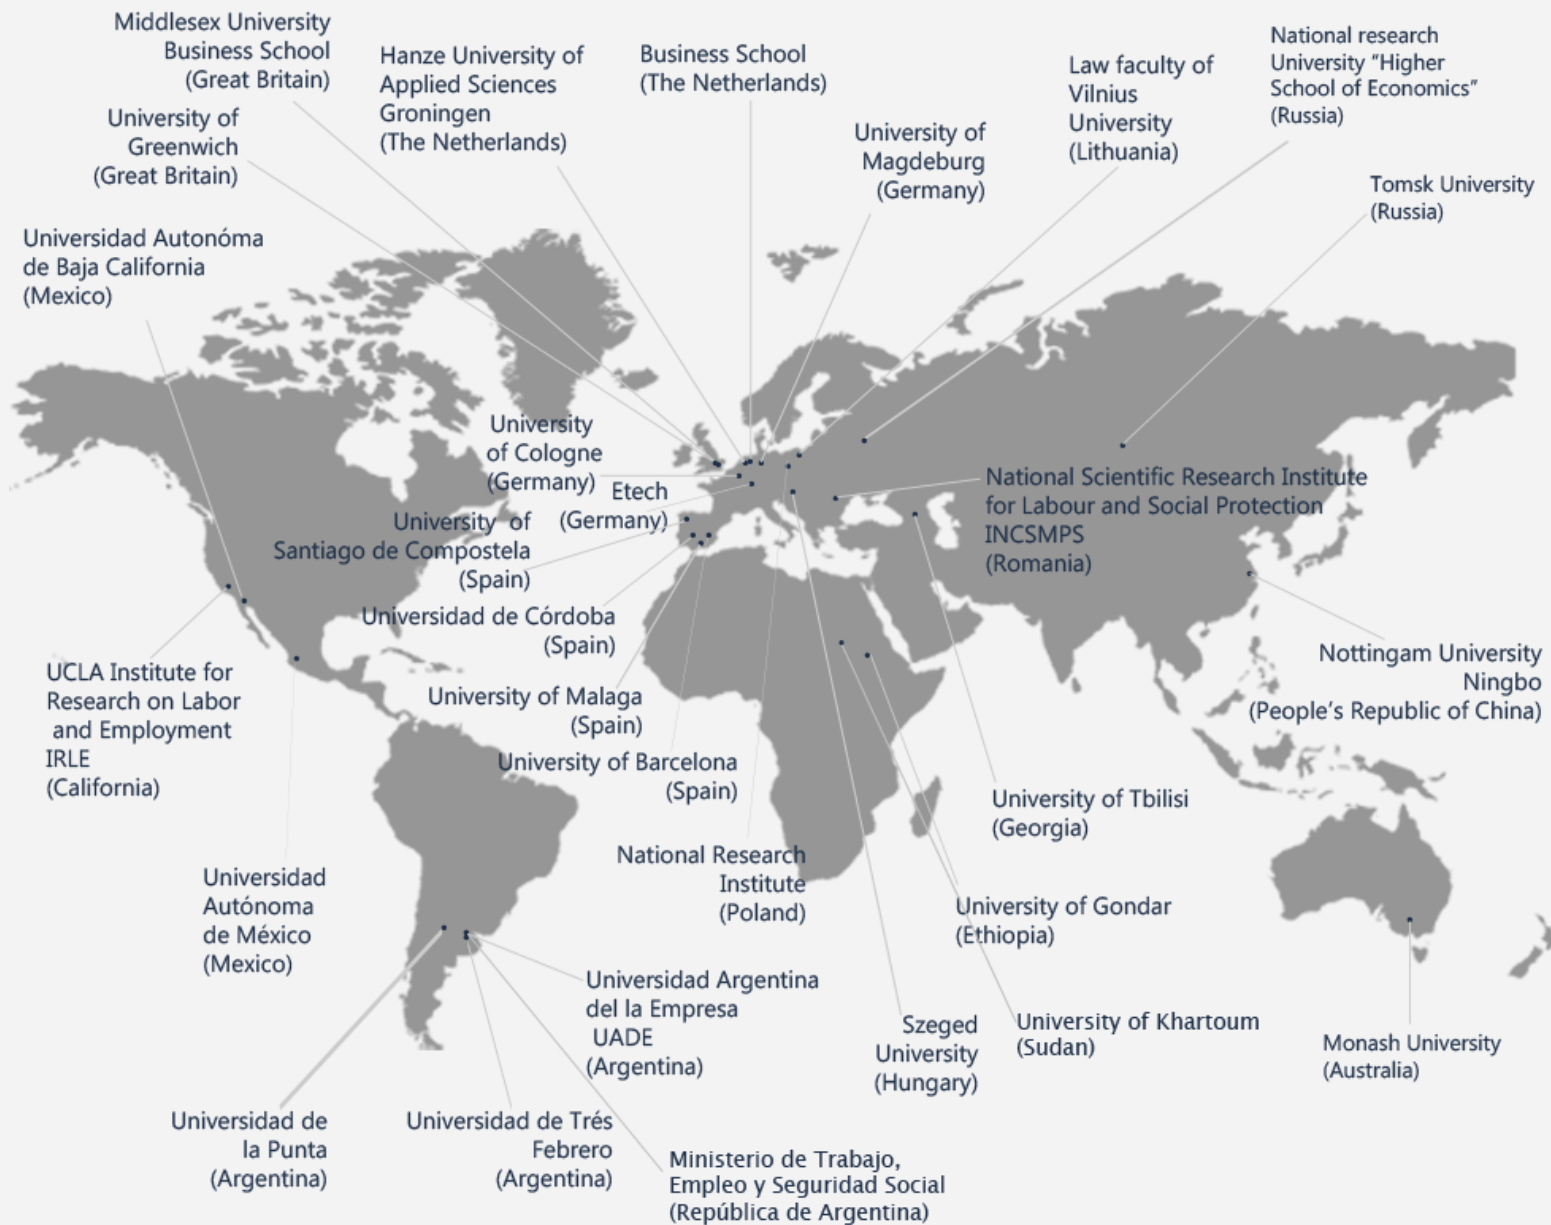 Middlesex University
Business School
(Great Britain)
Hanze University of
Applied Sciences
Groningen
(The Netherlands)
Business School
(The Netherlands)
Law faculty of
Vilnius
University
(Lithuania)
National research
University "Higher
School of Economics"
(Russia)
University of
Greenwich
(Great Britain)
University of
Magdeburg
(Germany)
Tomsk University
(Russia)
Universidad Autonóma
de Baja California
(Mexico)
University
of Cologne
(Germany)
Etech
(Germany)
National Scientific Research Institute
for Labour and Social Protection
INCSMPS
(Romania)
University of
Santiago de Compostela
(Spain)
Universidad de Córdoba
(Spain)
UCLA Institute for
Research on Labor
and Employment
IRLE
(California)
University of Malaga
(Spain)
Nottingam University
Ningbo
(People's Republic of China)
University of Barcelona
(Spain)
University of Tbilisi
(Georgia)
National Research
Institute
(Poland)
Universidad
Autónoma
de México
(Mexico)
University of Gondar
(Ethiopia)
Universidad Argentina
del la Empresa
UADE
(Argentina)
Szeged
University
(Hungary)
University of Khartoum
(Sudan)
Monash University
(Australia)
Universidad de
la Punta
(Argentina)
Universidad de Trés
Febrero
(Argentina)
Ministerio de Trabajo,
Empleo y Seguridad Social
(República de Argentina)